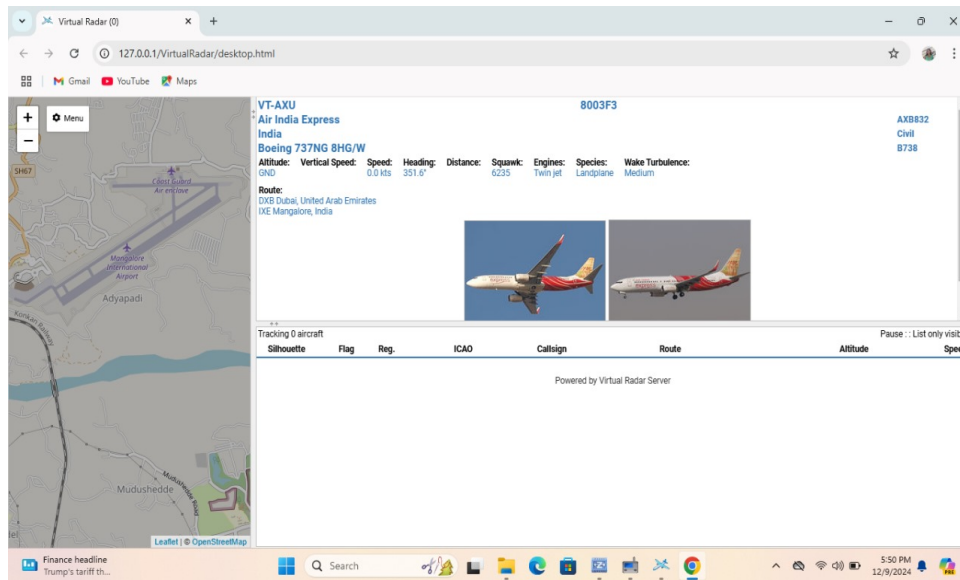 Virtual Radar (0)
127.0.0.1/VirtualRadar/desktop.html
Gmail YouTube Maps
+ Menu
−
SH67
Coast Guard
Air enclave
Mangalore
International
Airport
Adyapadi
Konkan Railway
Mudushedde
Mudushedde Road
Leaflet | © OpenStreetMap
VT-AXU 8003F3
Air India Express AXB832
India Civil
Boeing 737NG 8HG/W B738
Altitude: Vertical Speed: Speed: Heading: Distance: Squawk: Engines: Species: Wake Turbulence:
GND 0.0 kts 351.6° 6235 Twin jet Landplane Medium
Route:
DXB Dubai, United Arab Emirates
IXE Mangalore, India
Tracking 0 aircraft Pause : : List only visib
Silhouette Flag Reg. ICAO Callsign Route Altitude Spee
Powered by Virtual Radar Server
Finance headline
Trump's tariff th...
Search
5:50 PM
12/9/2024